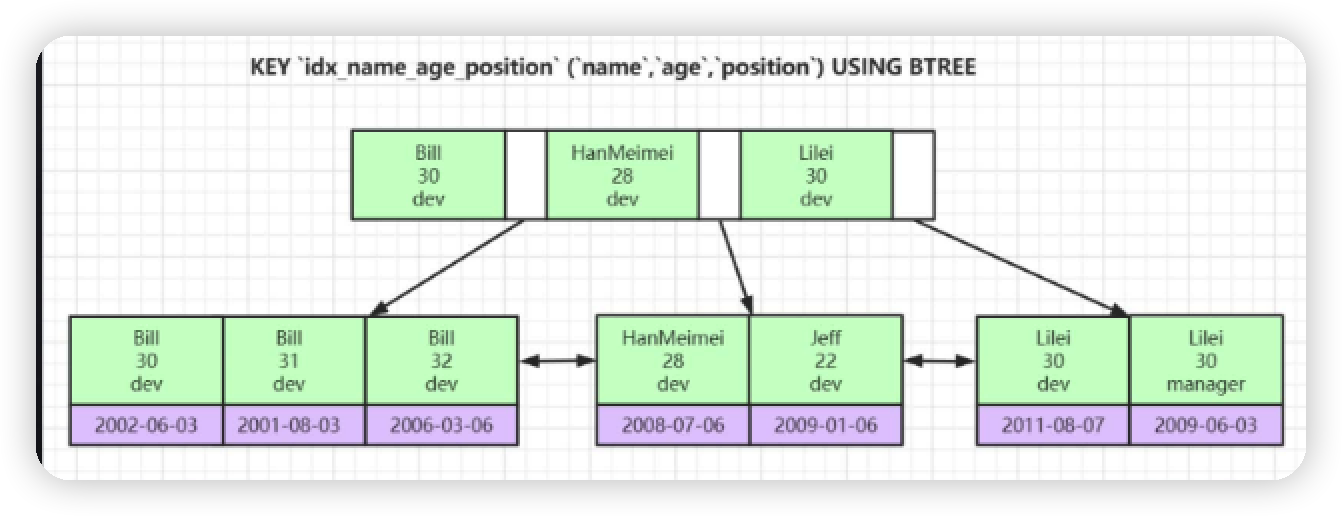 KEY `idx_name_age_position` (`name`,`age`,`position`) USING BTREE
Bill
30
dev
HanMeimei
28
dev
Lilei
30
dev
Bill
30
dev
2002-06-03
Bill
31
dev
2001-08-03
Bill
32
dev
2006-03-06
HanMeimei
28
dev
2008-07-06
Jeff
22
dev
2009-01-06
Lilei
30
dev
2011-08-07
Lilei
30
manager
2009-06-03